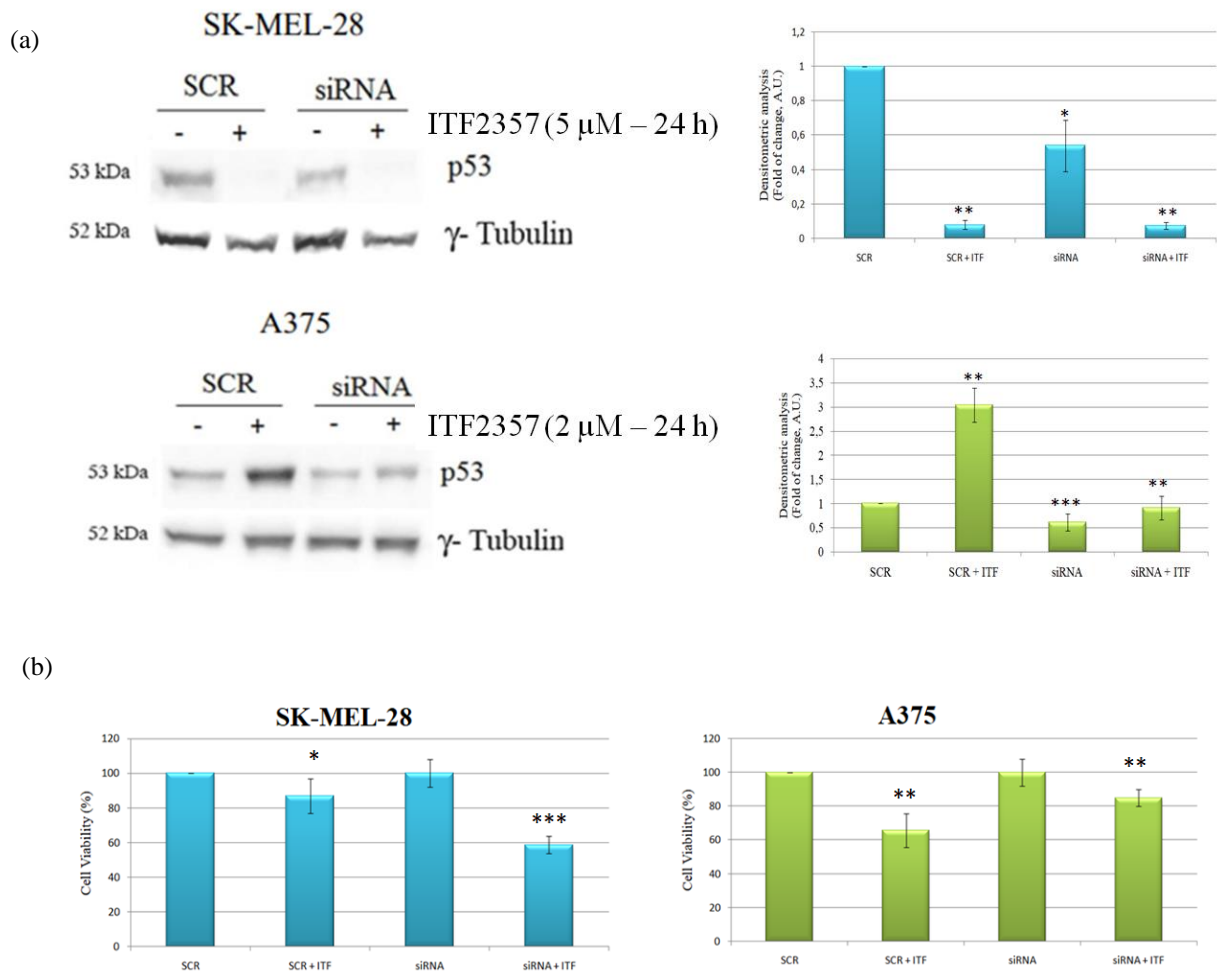 (a)
SK-MEL-28
SCR siRNA
- + - + ITF2357 (5 µM – 24 h)
53 kDa p53
52 kDa γ- Tubulin
Densitometric analysis
(Fold of change, A.U.)
1,2
1
0,8
0,6
0,4
0,2
0
*
** **
SCR SCR + ITF siRNA siRNA + ITF
A375
SCR siRNA
- + - + ITF2357 (2 µM – 24 h)
53 kDa p53
52 kDa γ- Tubulin
Densitometric analysis
(Fold of change, A.U.)
4
3,5
3
2,5
2
1,5
1
0,5
0
**
*** **
SCR SCR + ITF siRNA siRNA + ITF
(b)
SK-MEL-28
Cell Viability (%)
120
100
80
60
40
20
0
*
***
SCR SCR + ITF siRNA siRNA + ITF
A375
Cell Viability (%)
120
100
80
60
40
20
0
** **
SCR SCR + ITF siRNA siRNA + ITF